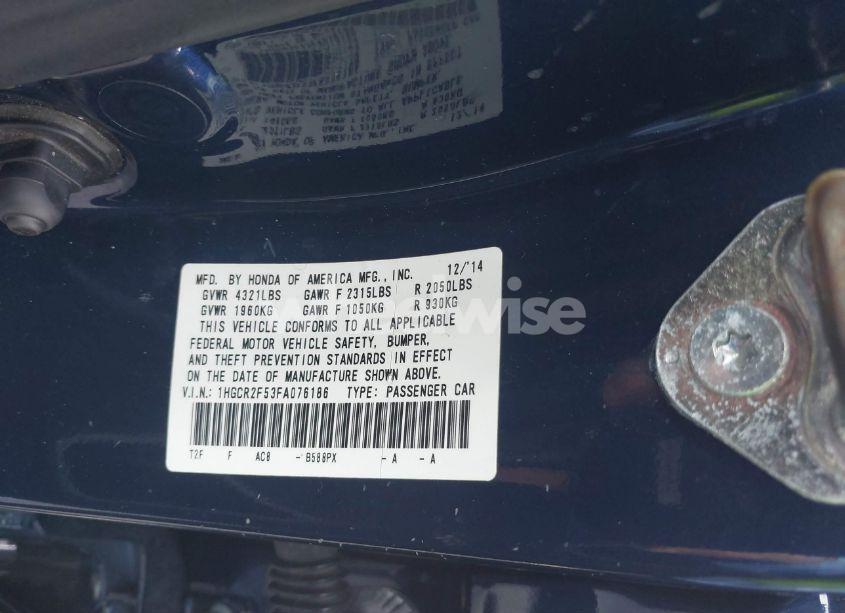 MFD. BY HONDA OF AMERICA MFG., INC. 12/'14
GVWR 4321LBS GAWR F 2315LBS R 2050LBS
GVWR 1960KG GAWR F 1050KG R 930KG
THIS VEHICLE CONFORMS TO ALL APPLICABLE
FEDERAL MOTOR VEHICLE SAFETY, BUMPER,
AND THEFT PREVENTION STANDARDS IN EFFECT
ON THE DATE OF MANUFACTURE SHOWN ABOVE.
V.I.N.: 1HGCR2F53FA076186 TYPE: PASSENGER CAR
T2F F AC8 - B588PX - A - A